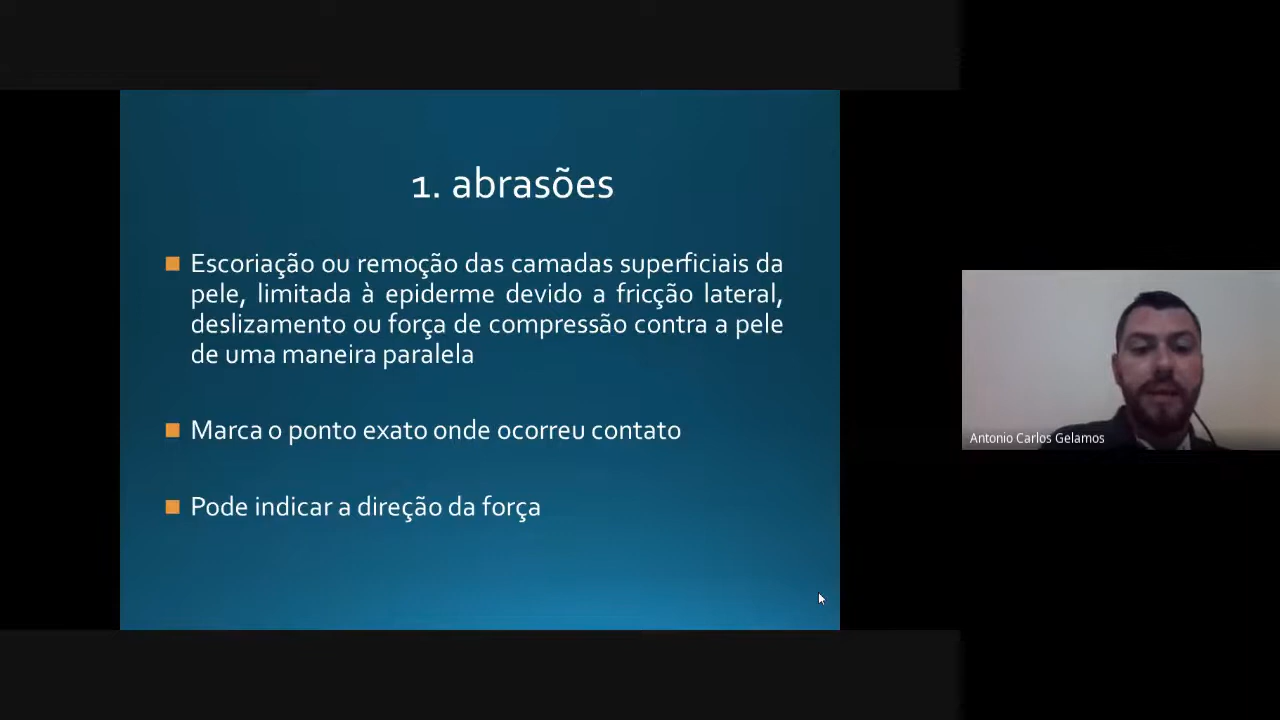 1. abrasões
Escoriação ou remoção das camadas superficiais da
pele, limitada à epiderme devido a fricção lateral,
deslizamento ou força de compressão contra a pele
de uma maneira paralela
Marca o ponto exato onde ocorreu contato
Pode indicar a direção da força
Antonio Carlos Gelamos